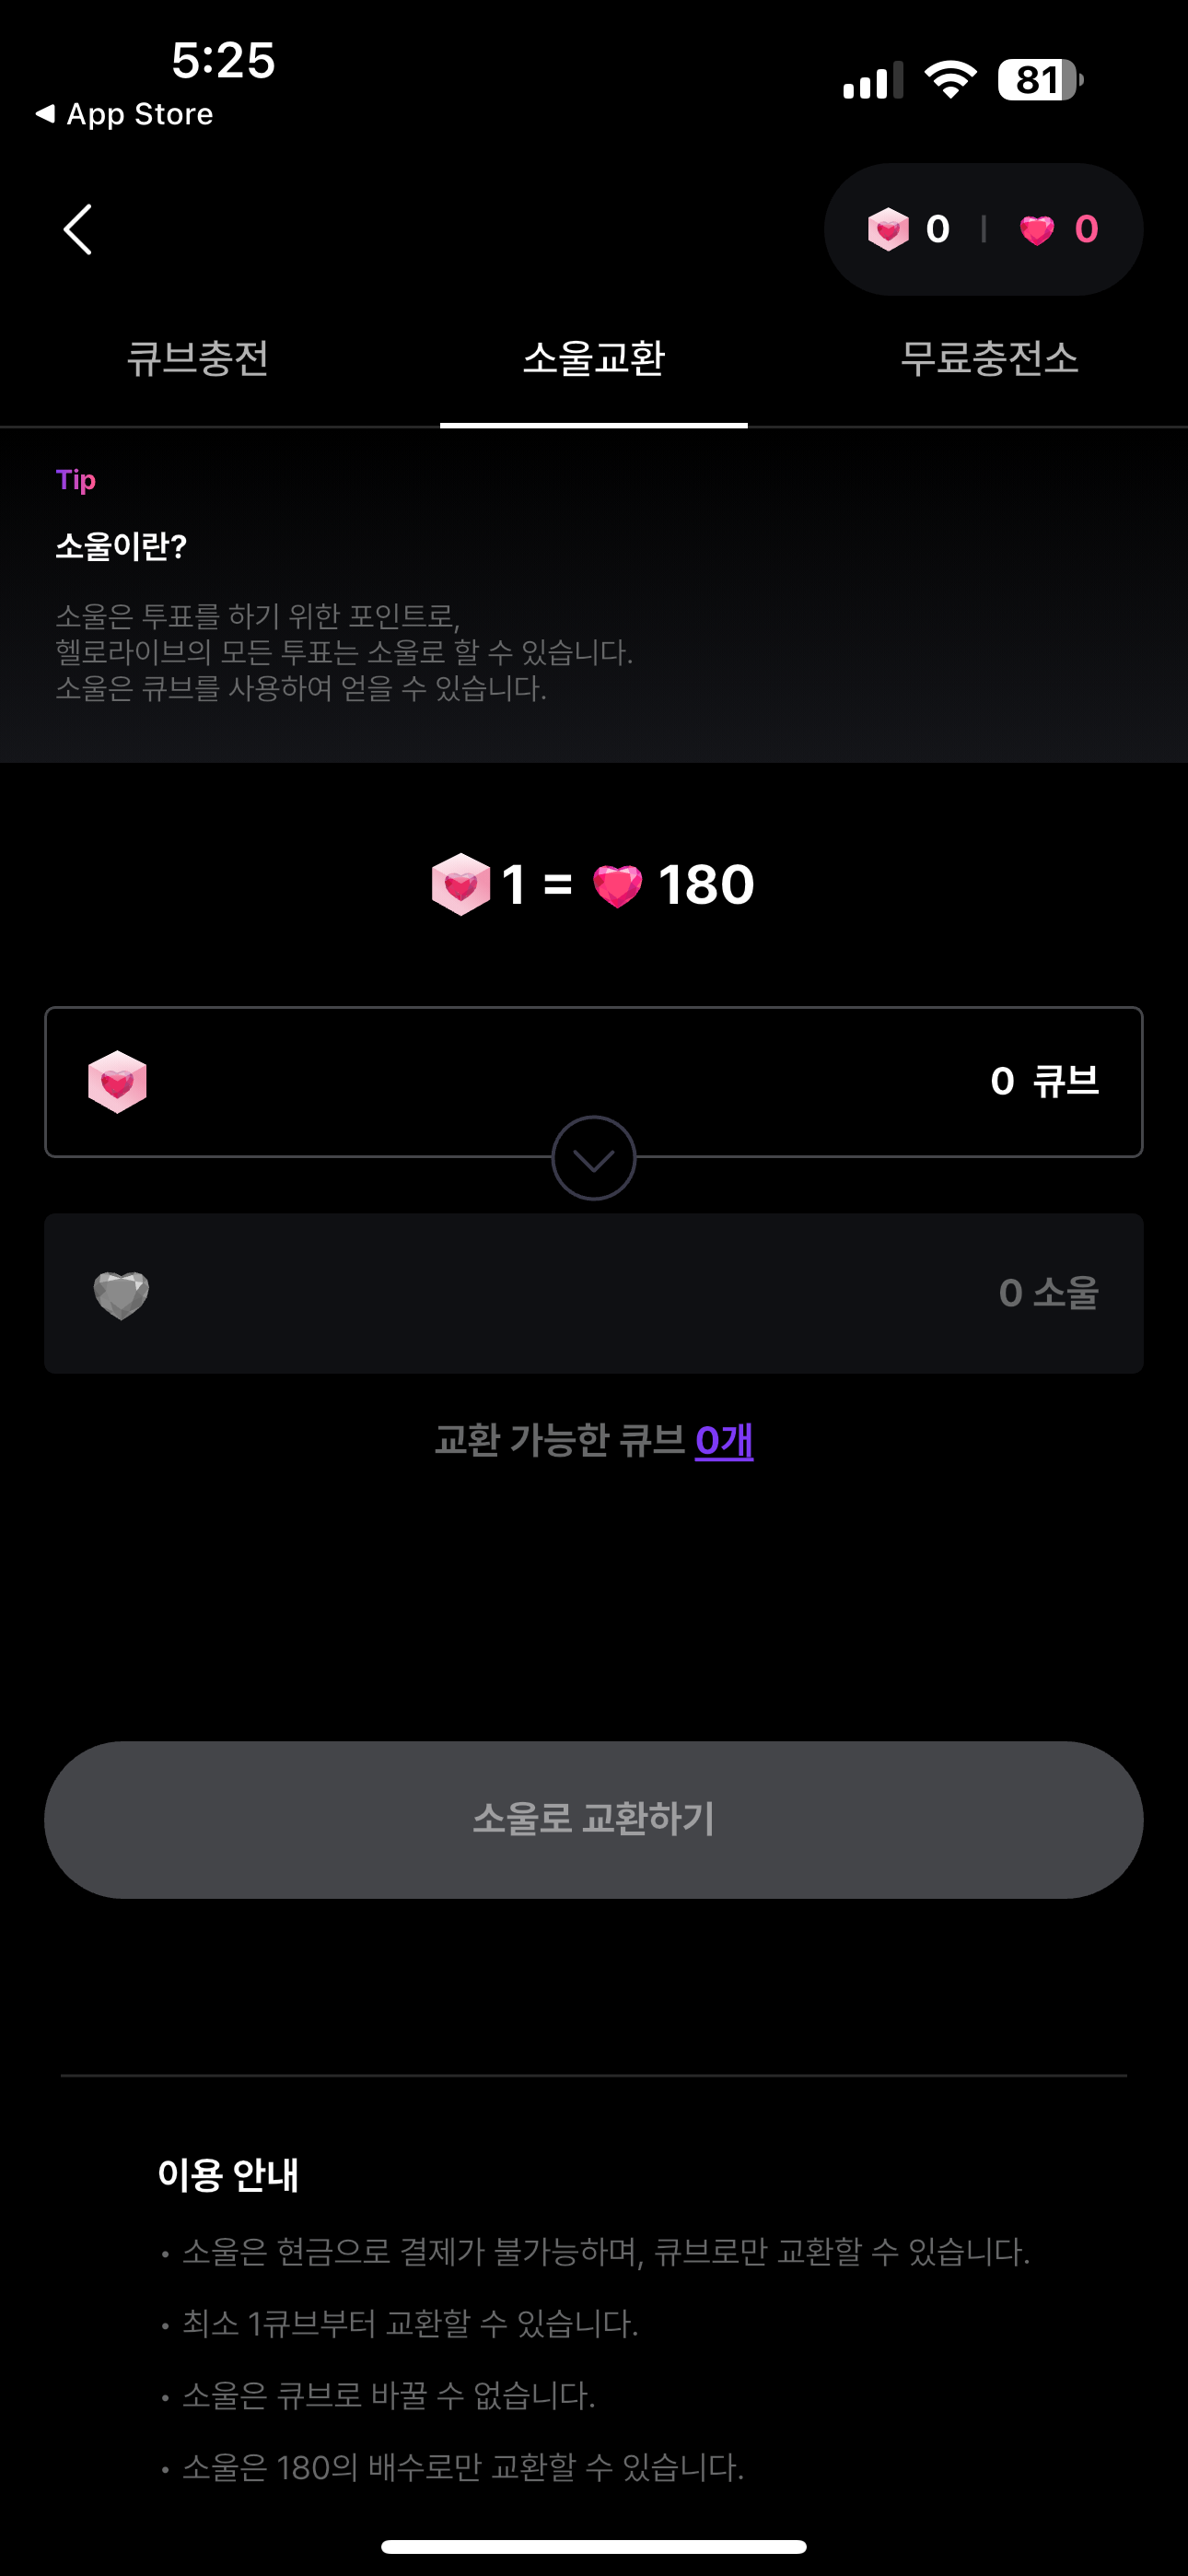 5:25
81
◀ App Store
0 | 0
큐브충전 소울교환 무료충전소
Tip
소울이란?
소울은 투표를 하기 위한 포인트로,
헬로라이브의 모든 투표는 소울로 할 수 있습니다.
소울은 큐브를 사용하여 얻을 수 있습니다.
1 = 180
0 큐브
0 소울
교환 가능한 큐브 0개
소울로 교환하기
이용 안내
• 소울은 현금으로 결제가 불가능하며, 큐브로만 교환할 수 있습니다.
• 최소 1큐브부터 교환할 수 있습니다.
• 소울은 큐브로 바꿀 수 없습니다.
• 소울은 180의 배수로만 교환할 수 있습니다.